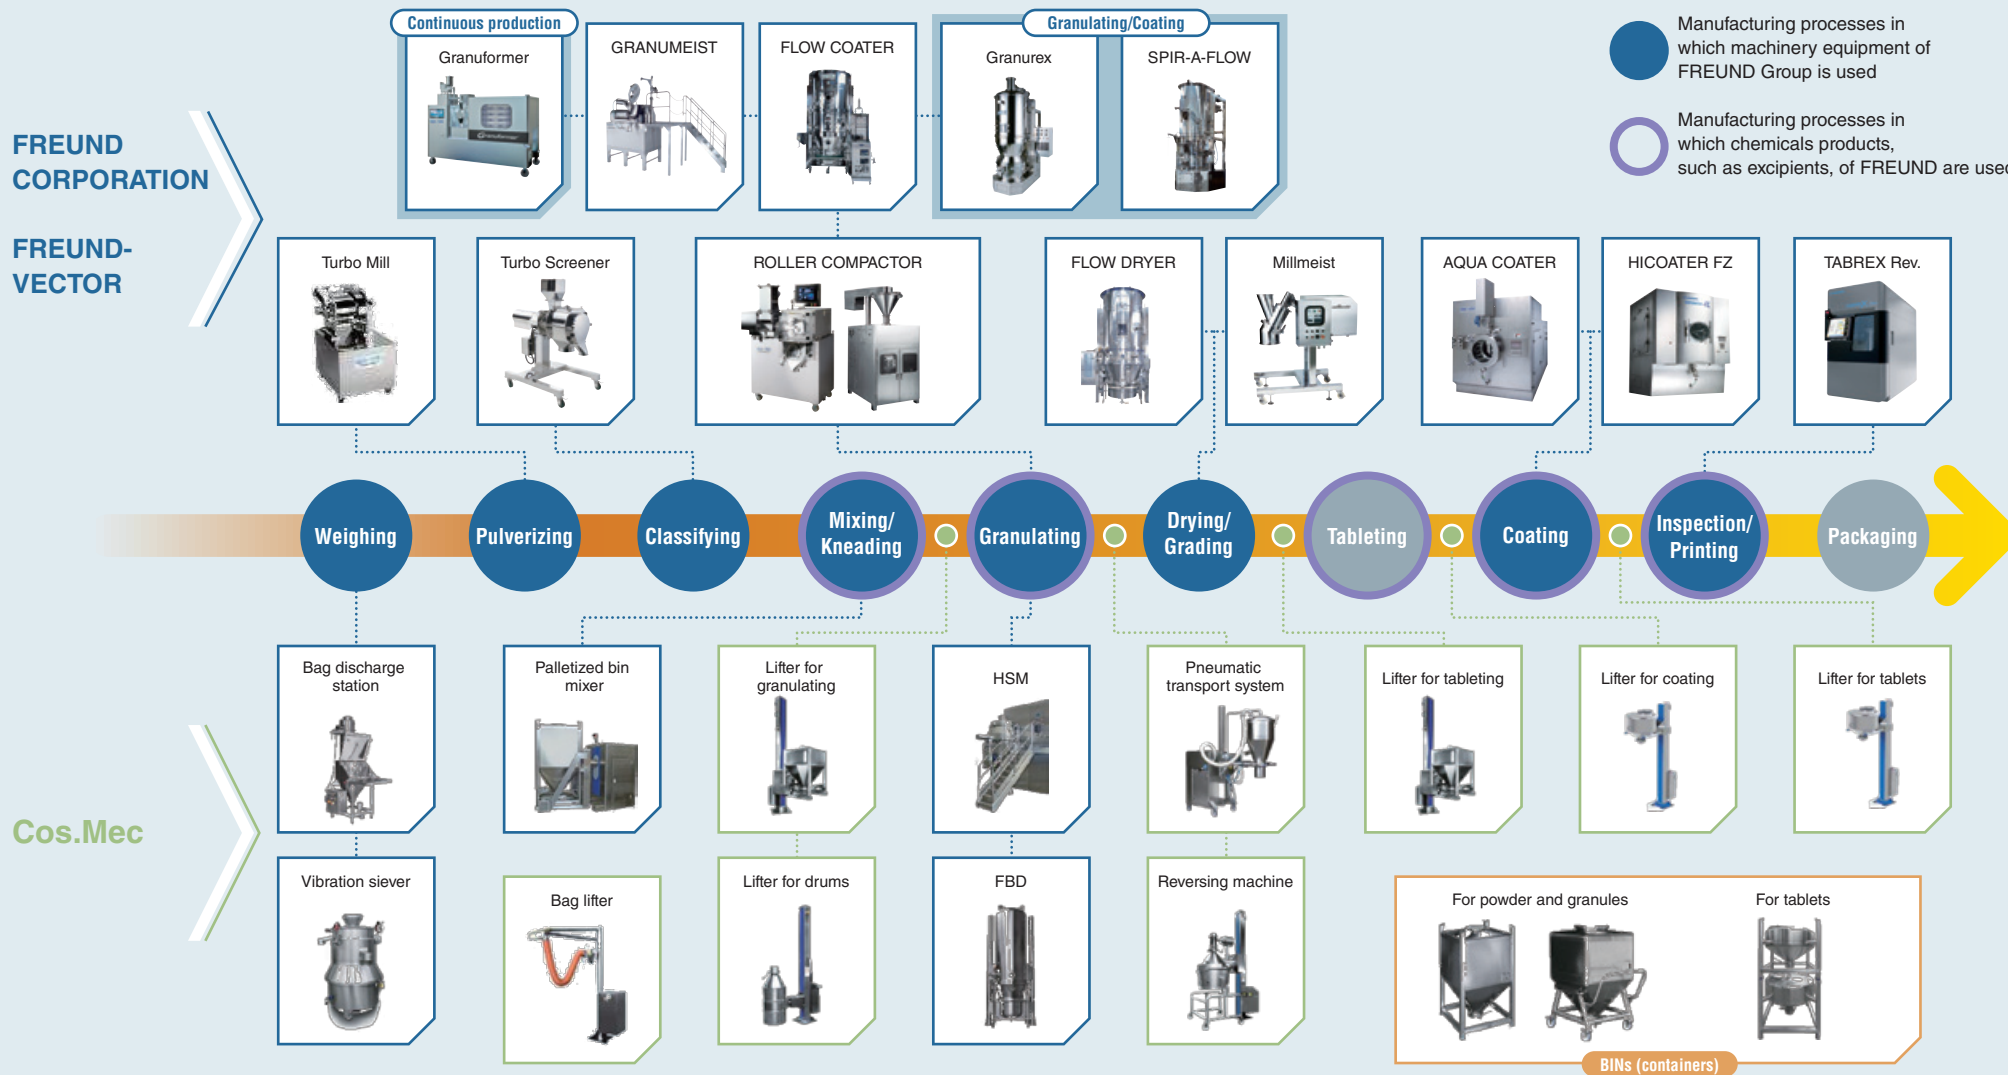 Continuous production
Granulating/Coating
Granuformer
GRANUMEIST
FLOW COATER
Granurex
SPIR-A-FLOW
Granuformer
Manufacturing processes in
which machinery equipment of
FREUND Group is used
Manufacturing processes in
which chemicals products,
such as excipients, of FREUND are used
FREUND
CORPORATION
FREUND-
VECTOR
Turbo Mill
Turbo Screener
ROLLER COMPACTOR
FLOW DRYER
Millmeist
AQUA COATER
HICOATER FZ
TABREX Rev.
Weighing
Pulverizing
Classifying
Mixing/
Kneading
Granulating
Drying/
Grading
Tableting
Coating
Inspection/
Printing
Packaging
Cos.Mec
Bag discharge
station
Palletized bin
mixer
Lifter for
granulating
HSM
Pneumatic
transport system
Lifter for tableting
Lifter for coating
Lifter for tablets
Vibration siever
Bag lifter
Lifter for drums
FBD
Reversing machine
For powder and granules
For tablets
BINs (containers)